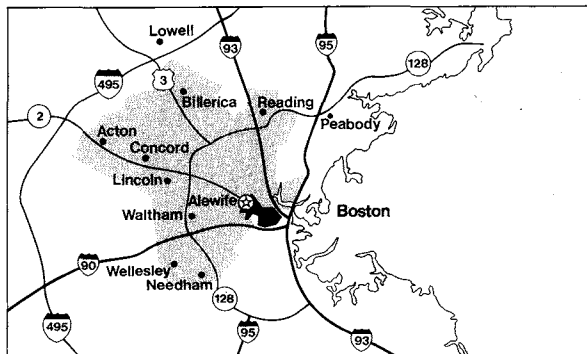 Lowell
93
95
128
3
495
Billerica
Reading
2
Acton
Peabody
Concord
Lincoln
Alewife
Waltham
Boston
90
Wellesley
Needham
128
495
95
93